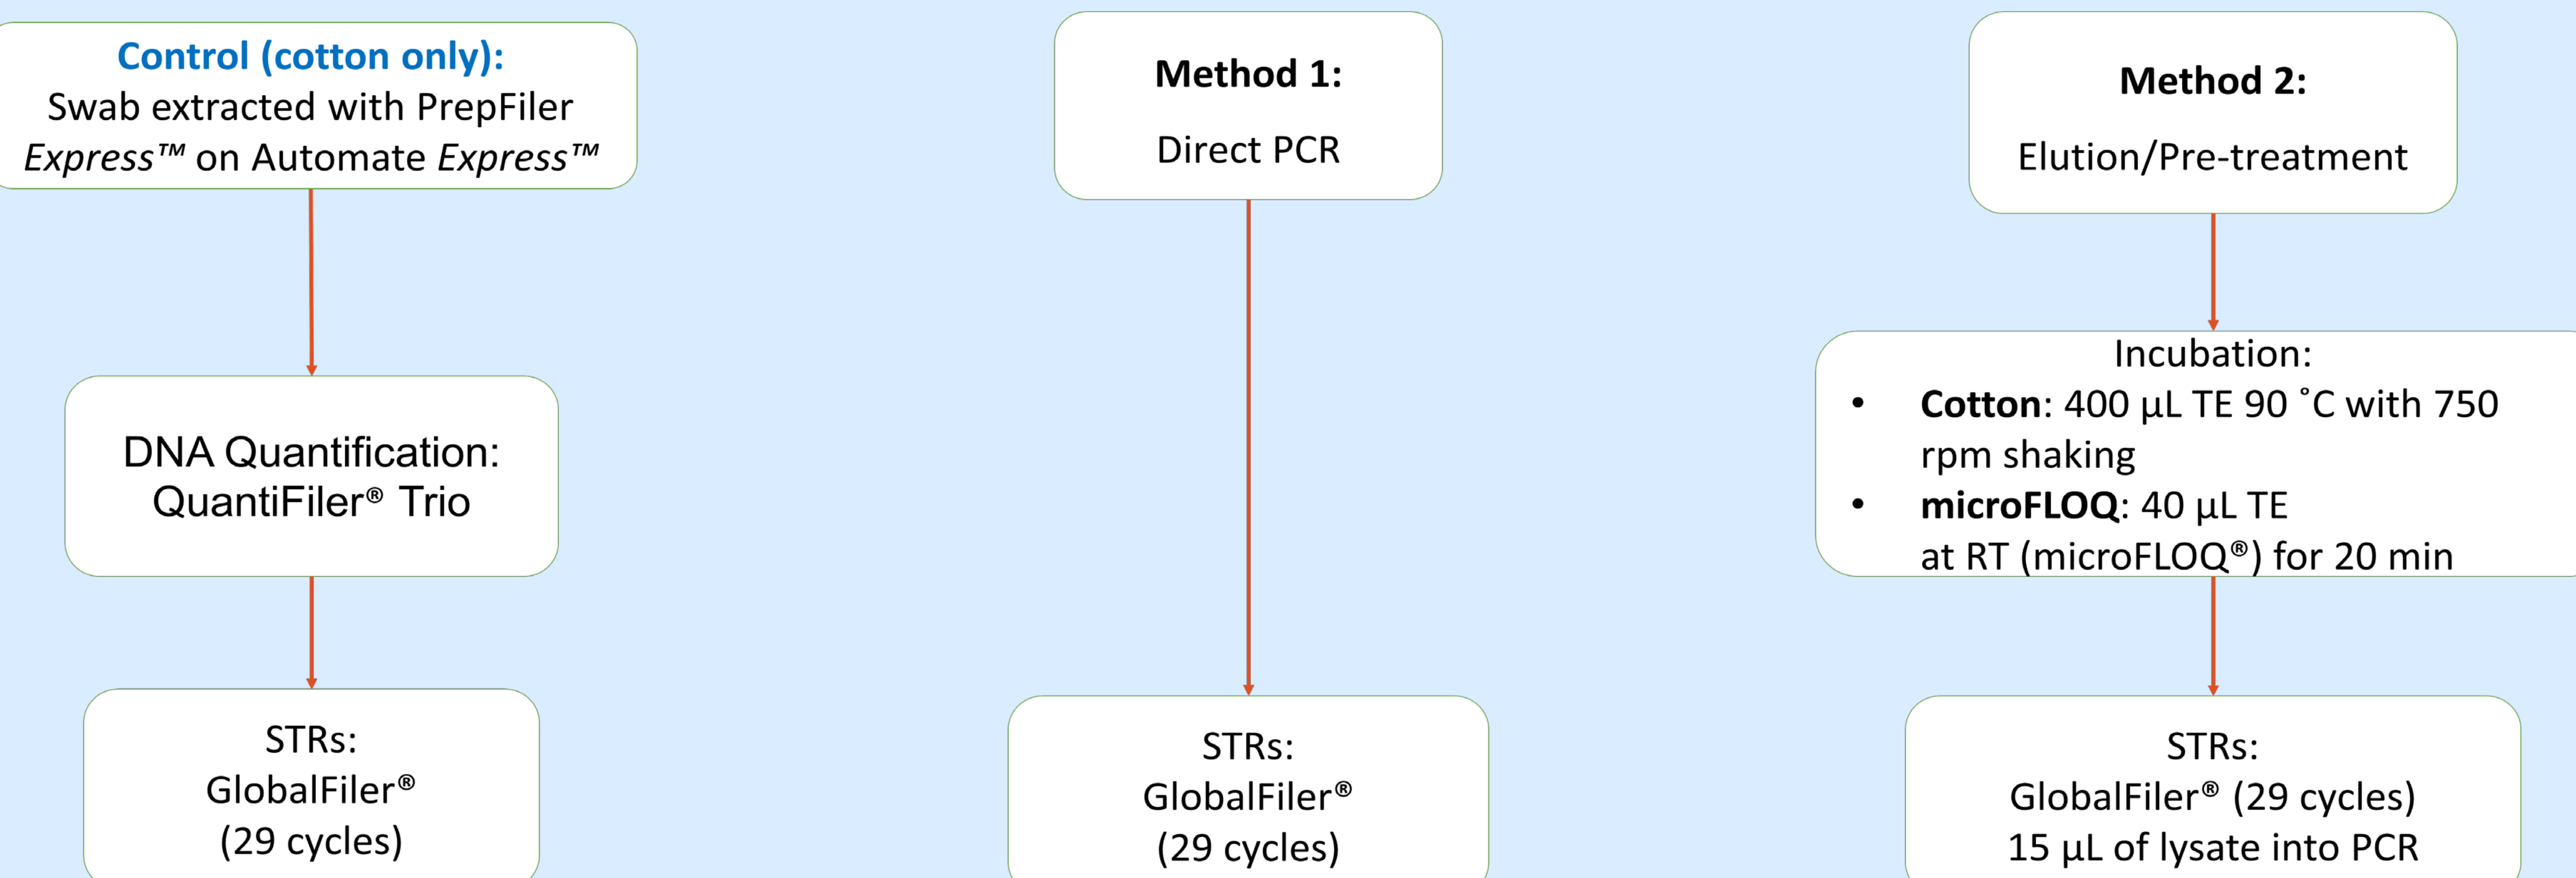 Control (cotton only):
Swab extracted with PrepFiler
Express™ on Automate Express™
DNA Quantification:
QuantiFiler® Trio
STRs:
GlobalFiler®
(29 cycles)
Method 1:
Direct PCR
STRs:
GlobalFiler®
(29 cycles)
Method 2:
Elution/Pre-treatment
Incubation:
• Cotton: 400 µL TE 90 ˚C with 750
rpm shaking
• microFLOQ: 40 µL TE
at RT (microFLOQ®) for 20 min
STRs:
GlobalFiler® (29 cycles)
15 µL of lysate into PCR